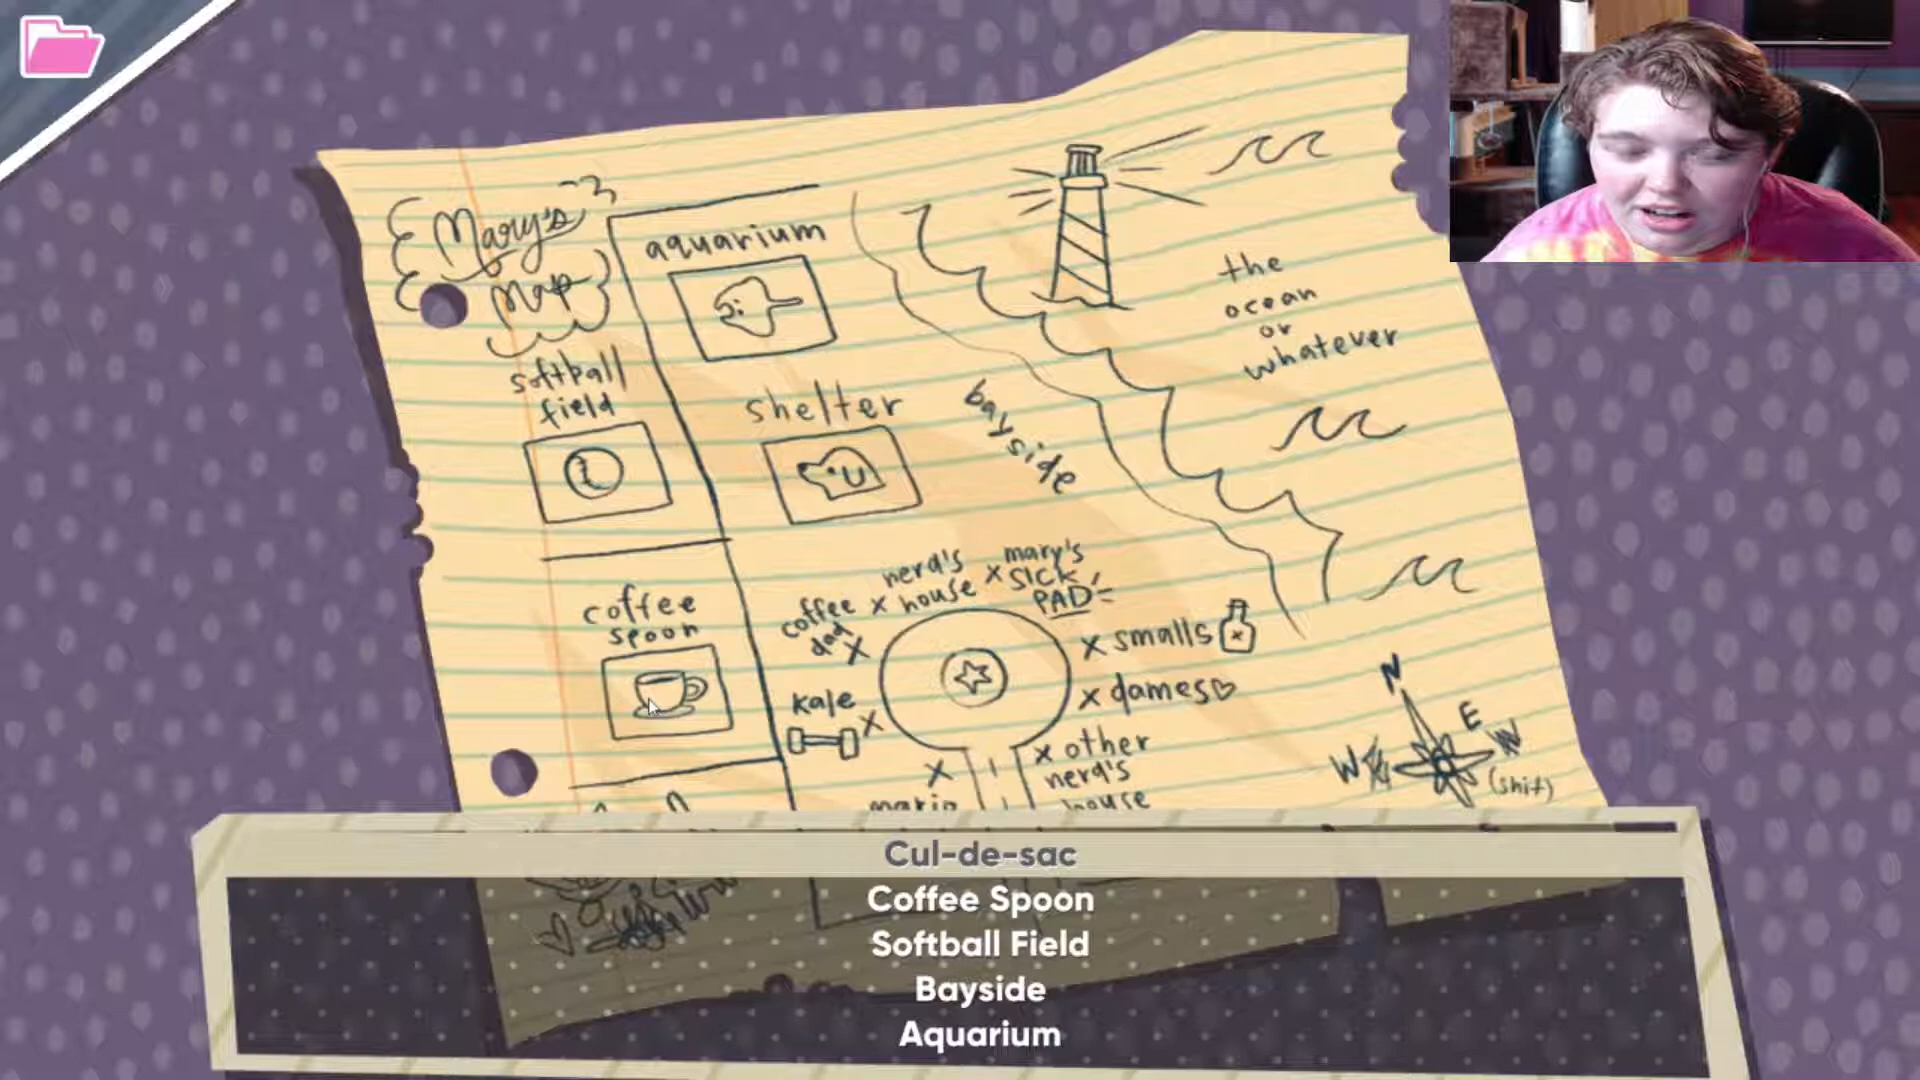 Mary's
map
aquarium
softball
field
shelter
bayside
the
ocean
or
whatever
coffee
spoon
coffee
dad x
x nerd's
house
x mary's
SICK
PAD!
x smalls
x dames
kale x
x other
nerd's
house
x
mario
N
E
W
W
(shit)
Cul-de-sac
Coffee Spoon
Softball Field
Bayside
Aquarium